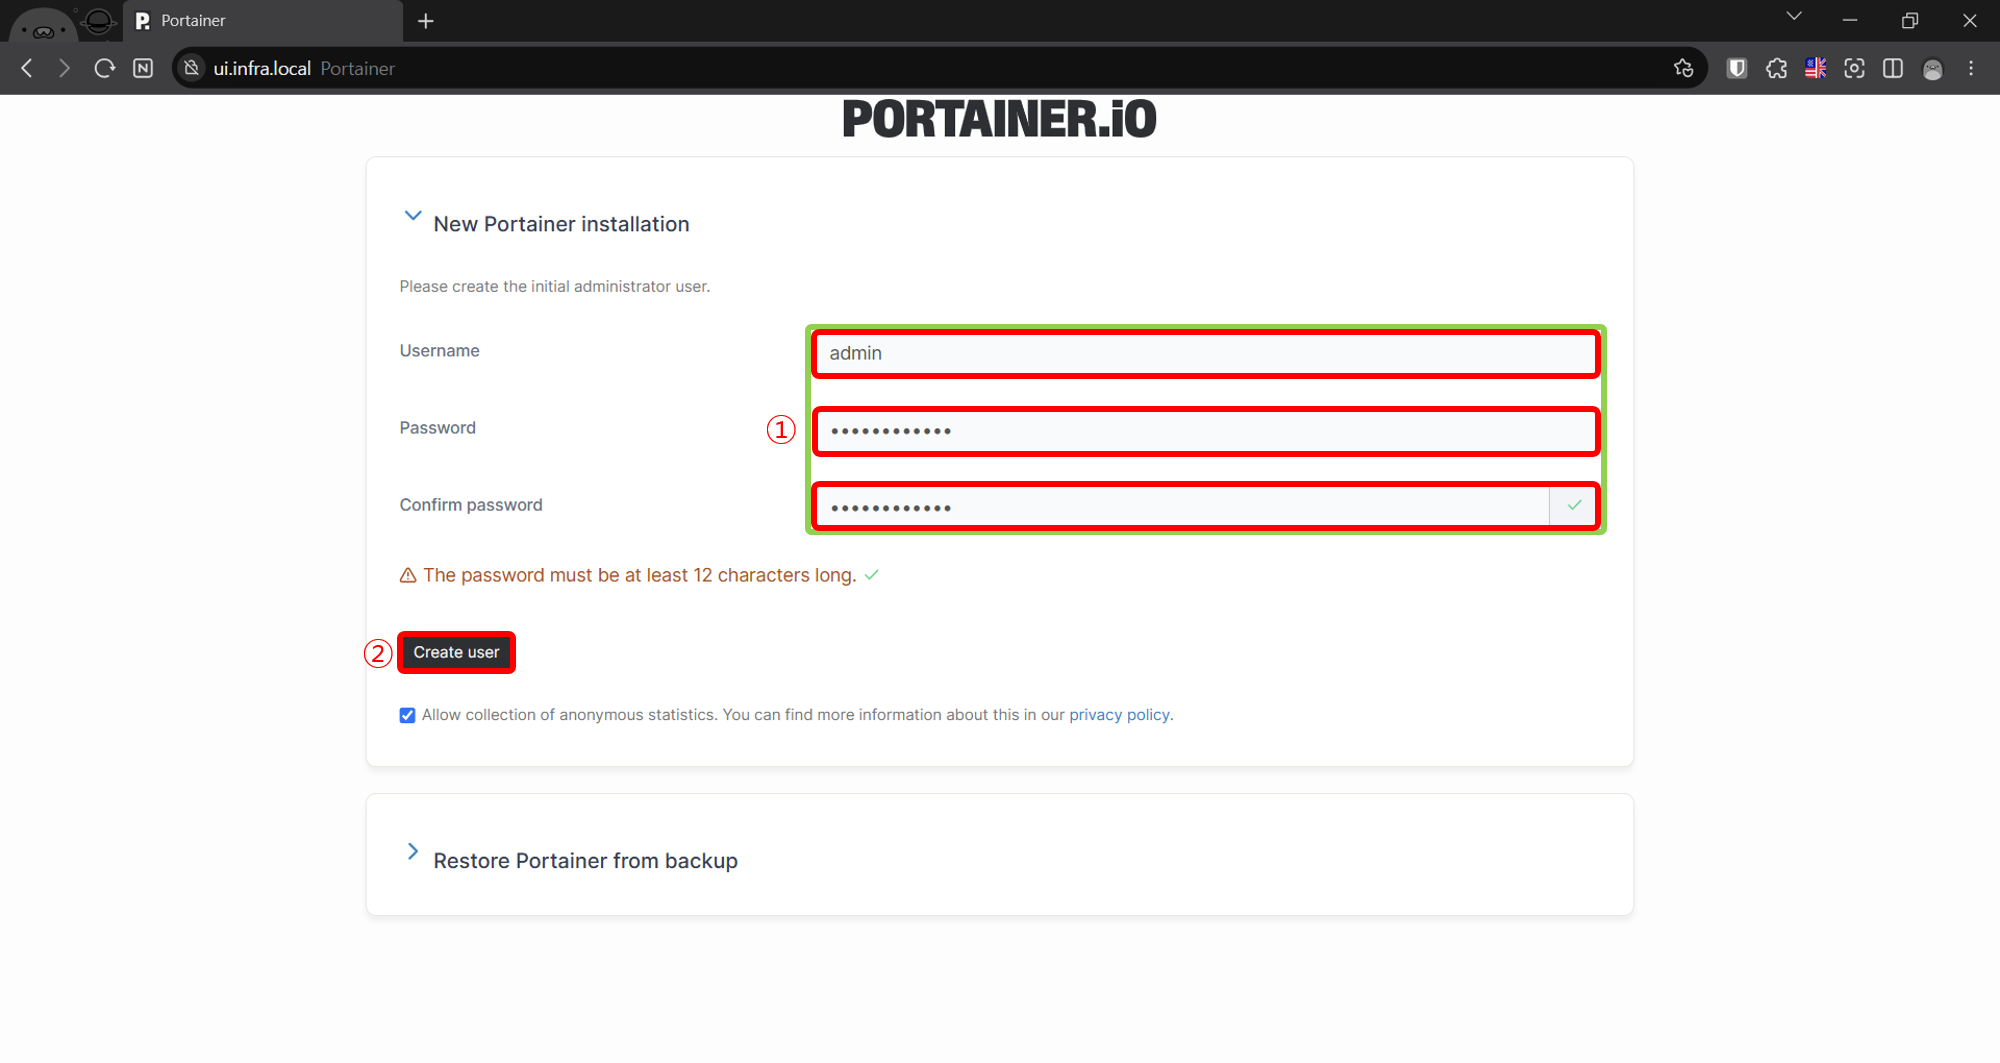 Portainer
ui.infra.local Portainer
PORTAINER.iO
New Portainer installation
Please create the initial administrator user.
Username
admin
① Password
••••••••••••
Confirm password
••••••••••••
The password must be at least 12 characters long.
② Create user
Allow collection of anonymous statistics. You can find more information about this in our privacy policy.
Restore Portainer from backup